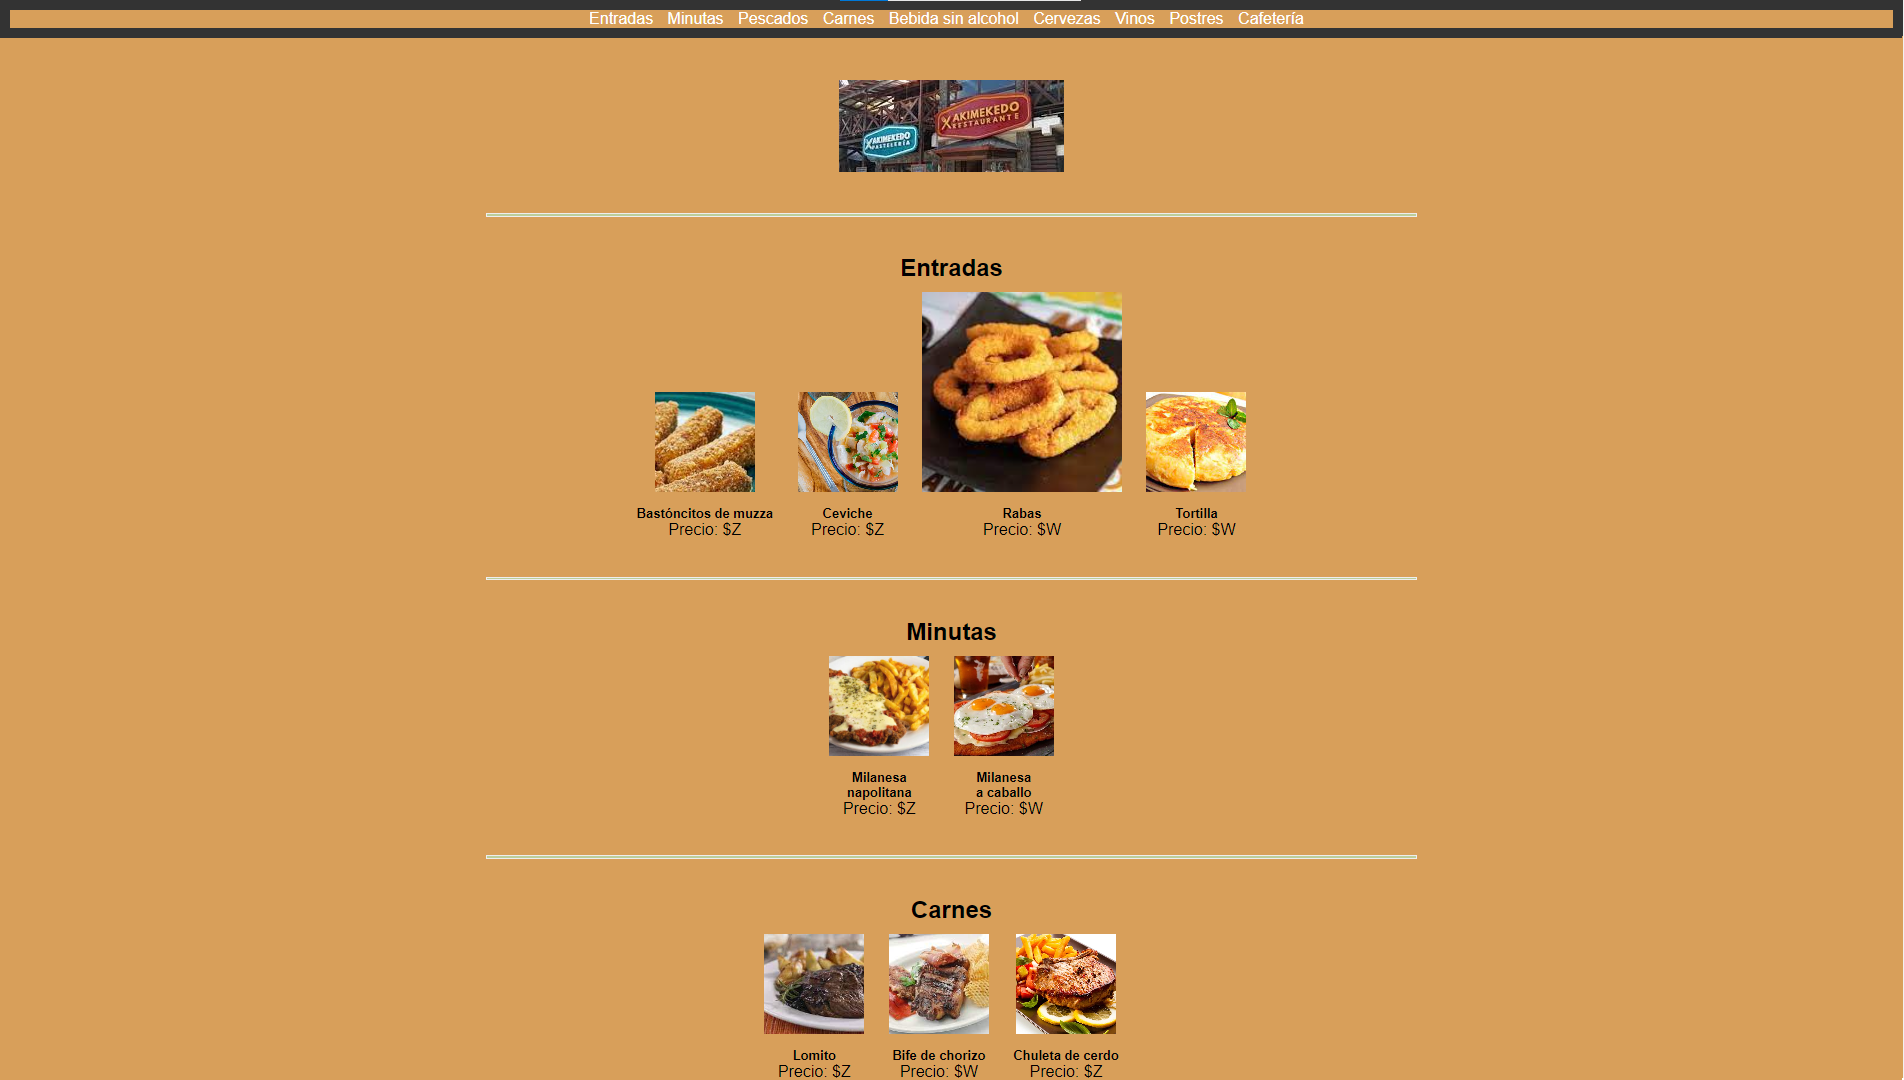 Entradas Minutas Pescados Carnes Bebida sin alcohol Cervezas Vinos Postres Cafetería
AKIMEKEDO
RESTAURANTE
AKIMEKEDO
PASTELERÍA
Entradas
Bastóncitos de muzza Ceviche Rabas Tortilla
Precio: $Z Precio: $Z Precio: $W Precio: $W
Minutas
Milanesa Milanesa
napolitana a caballo
Precio: $Z Precio: $W
Carnes
Lomito Bife de chorizo Chuleta de cerdo
Precio: $Z Precio: $W Precio: $Z